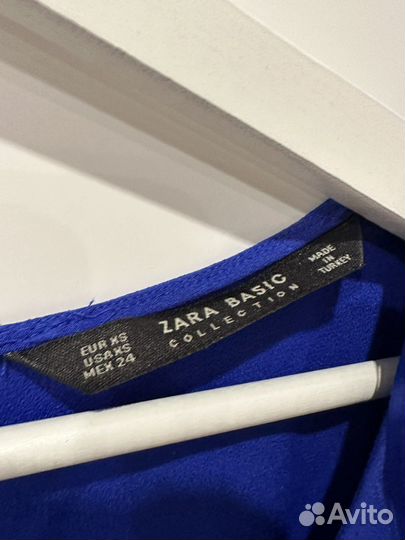 EUR XS
USA XS
MEX 24
ZARA BASIC
COLLECTION
MADE
IN
TURKEY
Avito